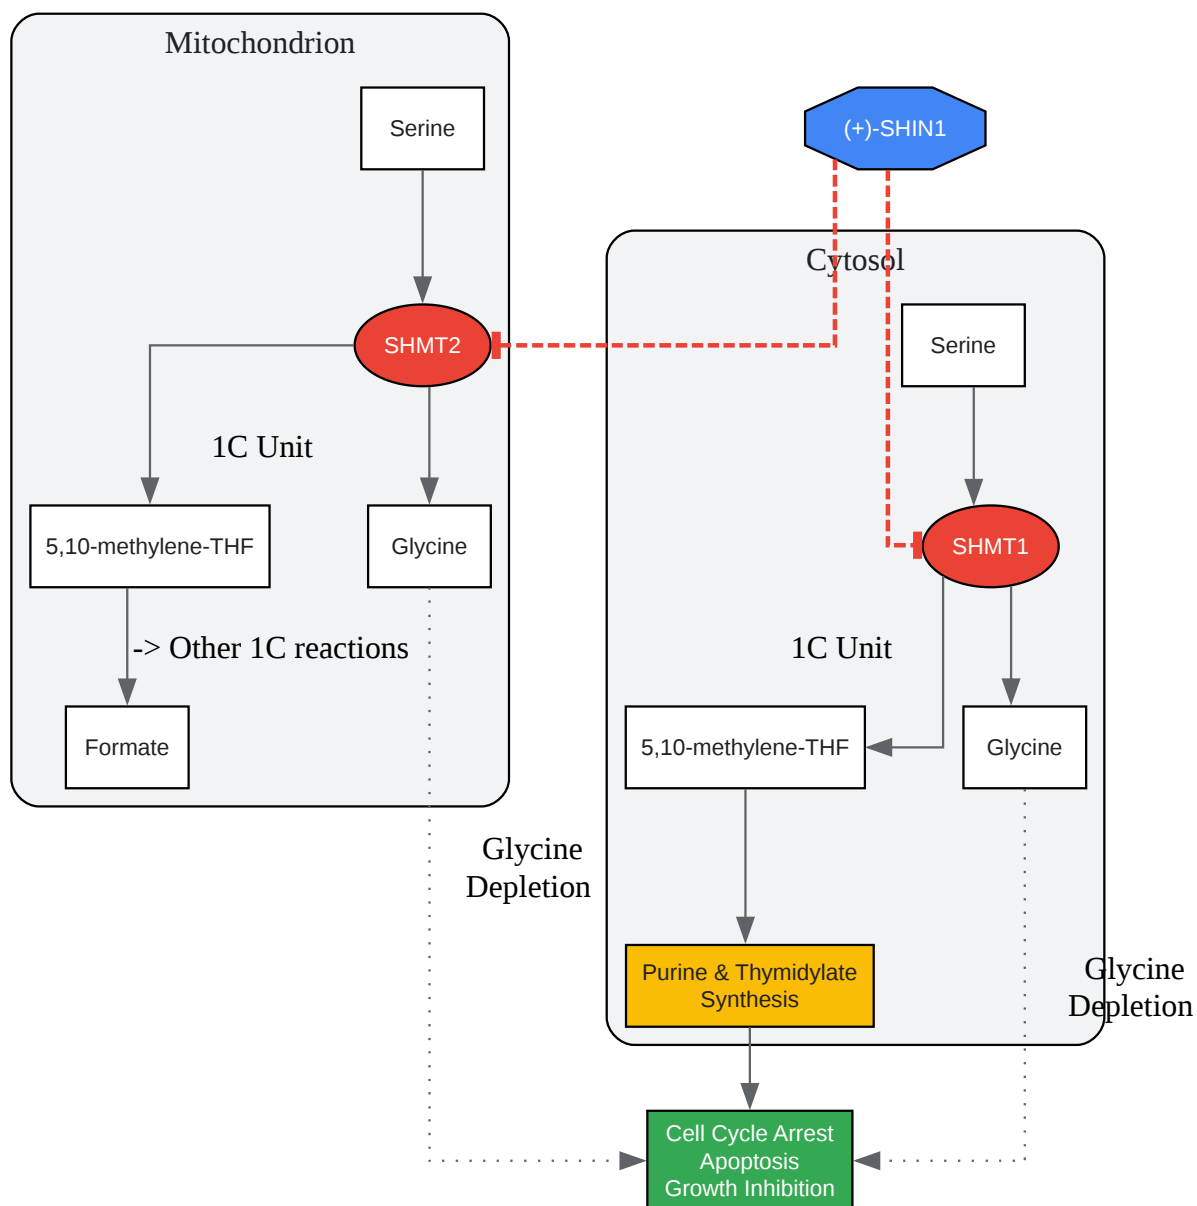 Mitochondrion
Serine
(+)-SHIN1
Cytosol
SHMT2
Serine
1C Unit
5,10-methylene-THF
Glycine
SHMT1
-> Other 1C reactions
1C Unit
Formate
5,10-methylene-THF
Glycine
Glycine
Depletion
Purine & Thymidylate
Synthesis
Glycine
Depletion
Cell Cycle Arrest
Apoptosis
Growth Inhibition